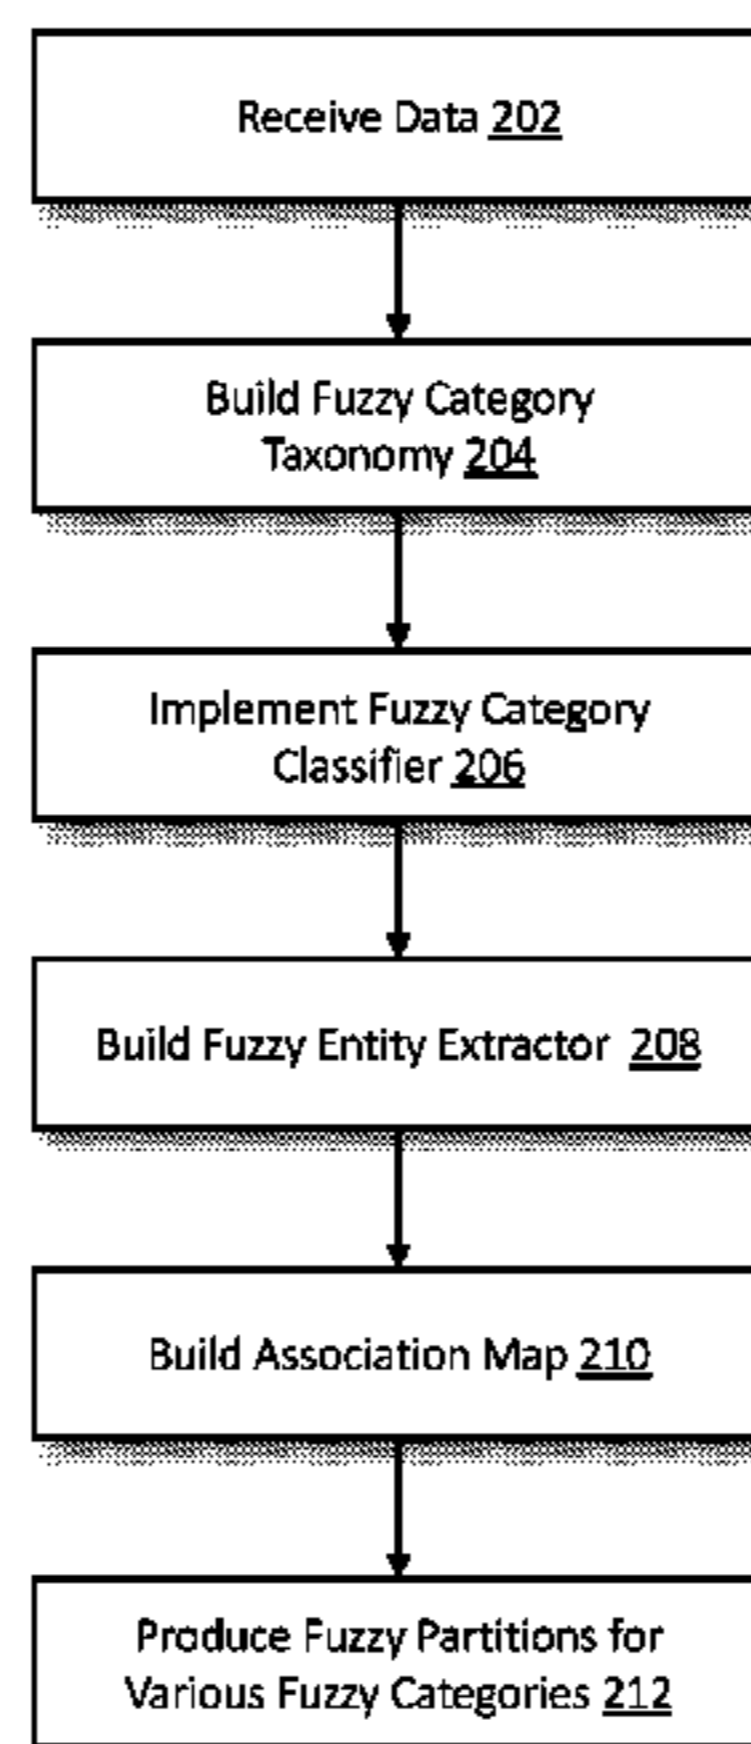 Receive Data 202
Build Fuzzy Category
Taxonomy 204
Implement Fuzzy Category
Classifier 206
Build Fuzzy Entity Extractor 208
Build Association Map 210
Produce Fuzzy Partitions for
Various Fuzzy Categories 212